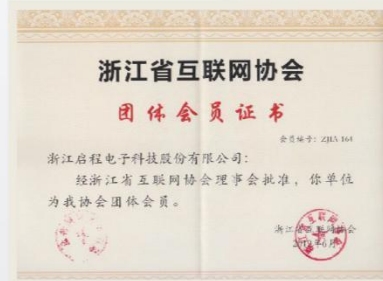 浙江省互联网协会
团体会员证书
会员编号：ZJIA-164
浙江启程电子科技股份有限公司：
经浙江省互联网协会理事会批准，你单位
为我协会团体会员。
浙江省互联网协会